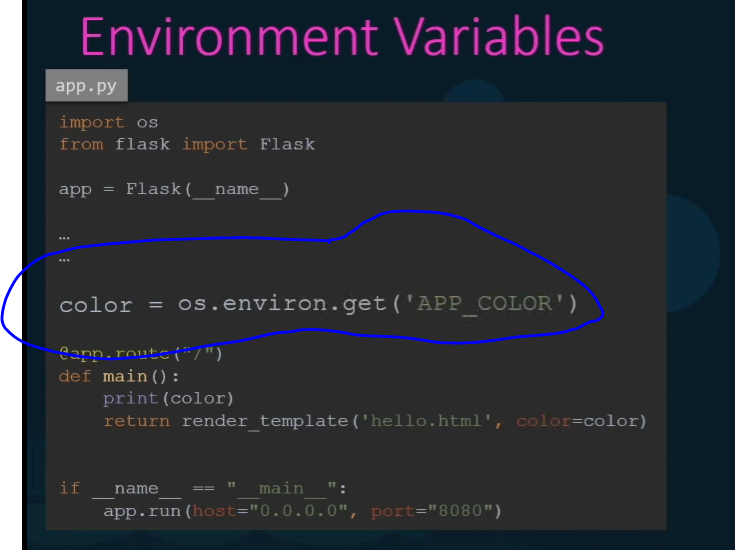 Environment Variables
app.py
import os
from flask import Flask
app = Flask(__name__)
…
…
color = os.environ.get('APP_COLOR')
@app.route("/")
def main():
print(color)
return render_template('hello.html', color=color)
if __name__ == "__main__":
app.run(host="0.0.0.0", port="8080")